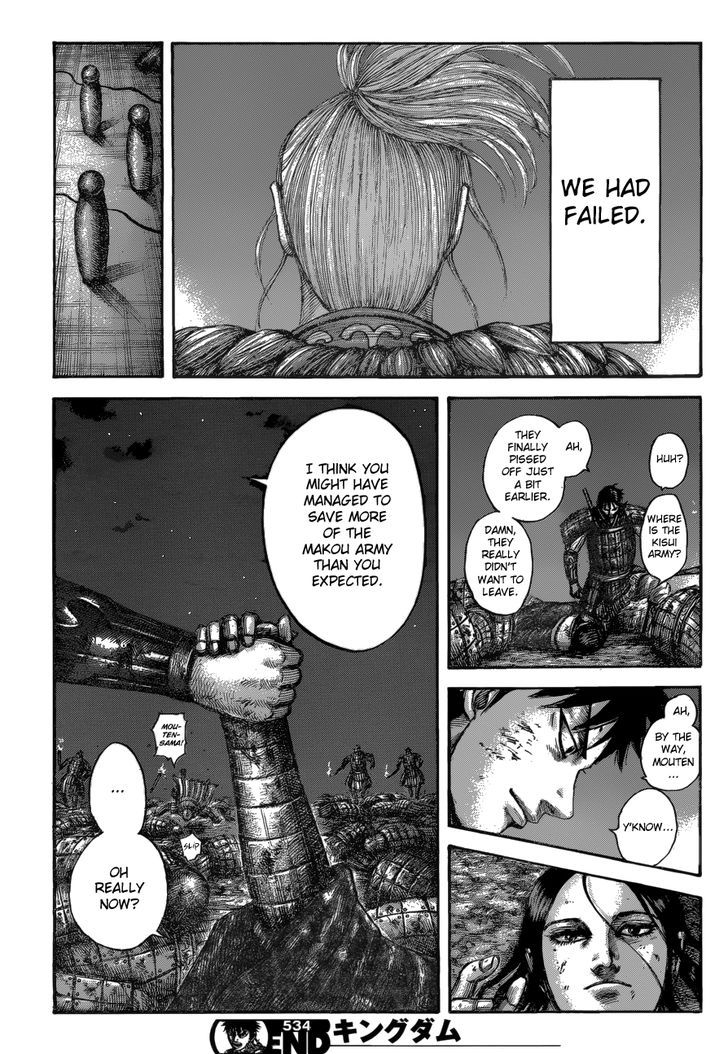 WE HAD
FAILED.
HUH?
WHERE
IS THE
KISUI
ARMY?
AH,
THEY
FINALLY
PISSED
OFF JUST
A BIT
EARLIER.
DAMN,
THEY
REALLY
DIDN'T
WANT TO
LEAVE.
AH,
BY THE
WAY,
MOUTEN
...
Y'KNOW...
I THINK YOU
MIGHT HAVE
MANAGED TO
SAVE MORE
OF THE
MAKOU ARMY
THAN YOU
EXPECTED.
MOU-
TEN-
SAMA!
SLIP
...
OH
REALLY
NOW?
534
END
キングダム